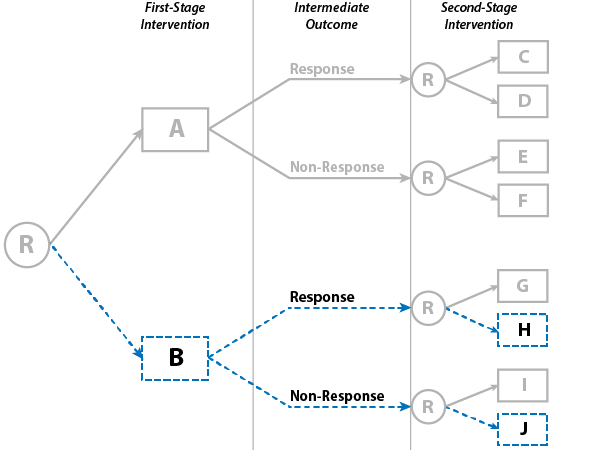 First-Stage
Intervention
Intermediate
Outcome
Second-Stage
Intervention
Response
R
C
D
A
Non-Response
R
E
F
R
Response
R
G
H
B
Non-Response
R
I
J